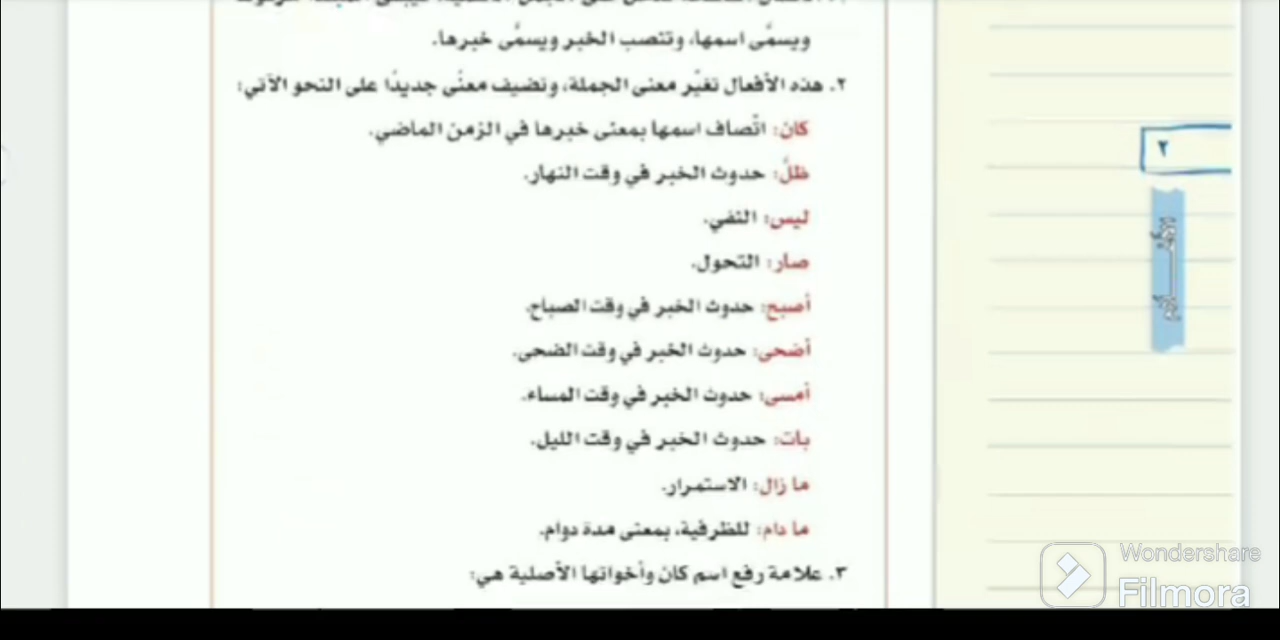 ويسمَّى اسمها، وتنصب الخبر ويسمَّى خبرها.
٢. هذه الأفعال تغيّر معنى الجملة، وتضيف معنًى جديدًا على النحو الآتي:
كان: اتّصاف اسمها بمعنى خبرها في الزمن الماضي.
ظلَّ: حدوث الخبر في وقت النهار.
ليس: النفي.
صار: التحول.
أصبح: حدوث الخبر في وقت الصباح.
أضحى: حدوث الخبر في وقت الضحى.
أمسى: حدوث الخبر في وقت المساء.
بات: حدوث الخبر في وقت الليل.
ما زال: الاستمرار.
ما دام: للظرفية، بمعنى مدة دوام.
٣. علامة رفع اسم كان وأخواتها الأصلية هي:
٢
Wondershare
Filmora